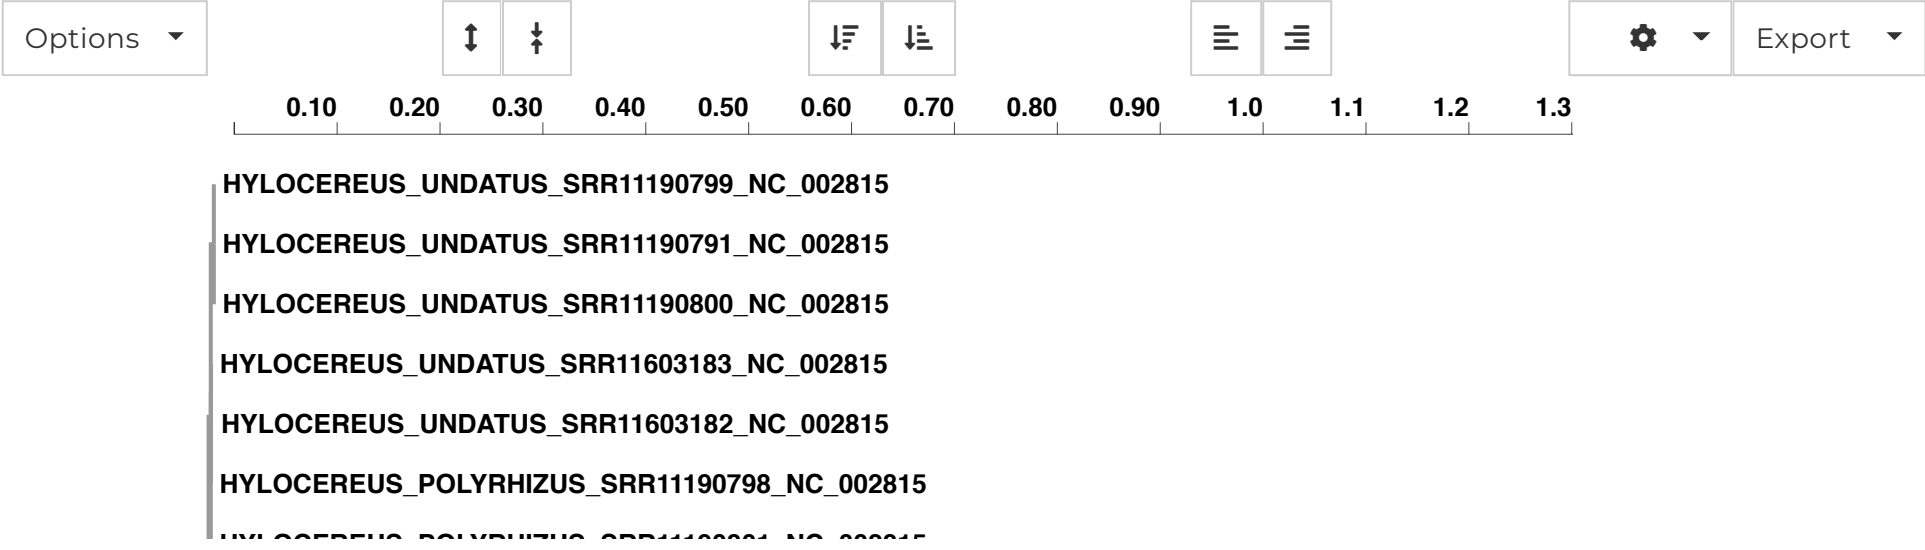 Options Export
0.10 0.20 0.30 0.40 0.50 0.60 0.70 0.80 0.90 1.0 1.1 1.2 1.3
HYLOCEREUS_UNDATUS_SRR11190799_NC_002815
HYLOCEREUS_UNDATUS_SRR11190791_NC_002815
HYLOCEREUS_UNDATUS_SRR11190800_NC_002815
HYLOCEREUS_UNDATUS_SRR11603183_NC_002815
HYLOCEREUS_UNDATUS_SRR11603182_NC_002815
HYLOCEREUS_POLYRHIZUS_SRR11190798_NC_002815